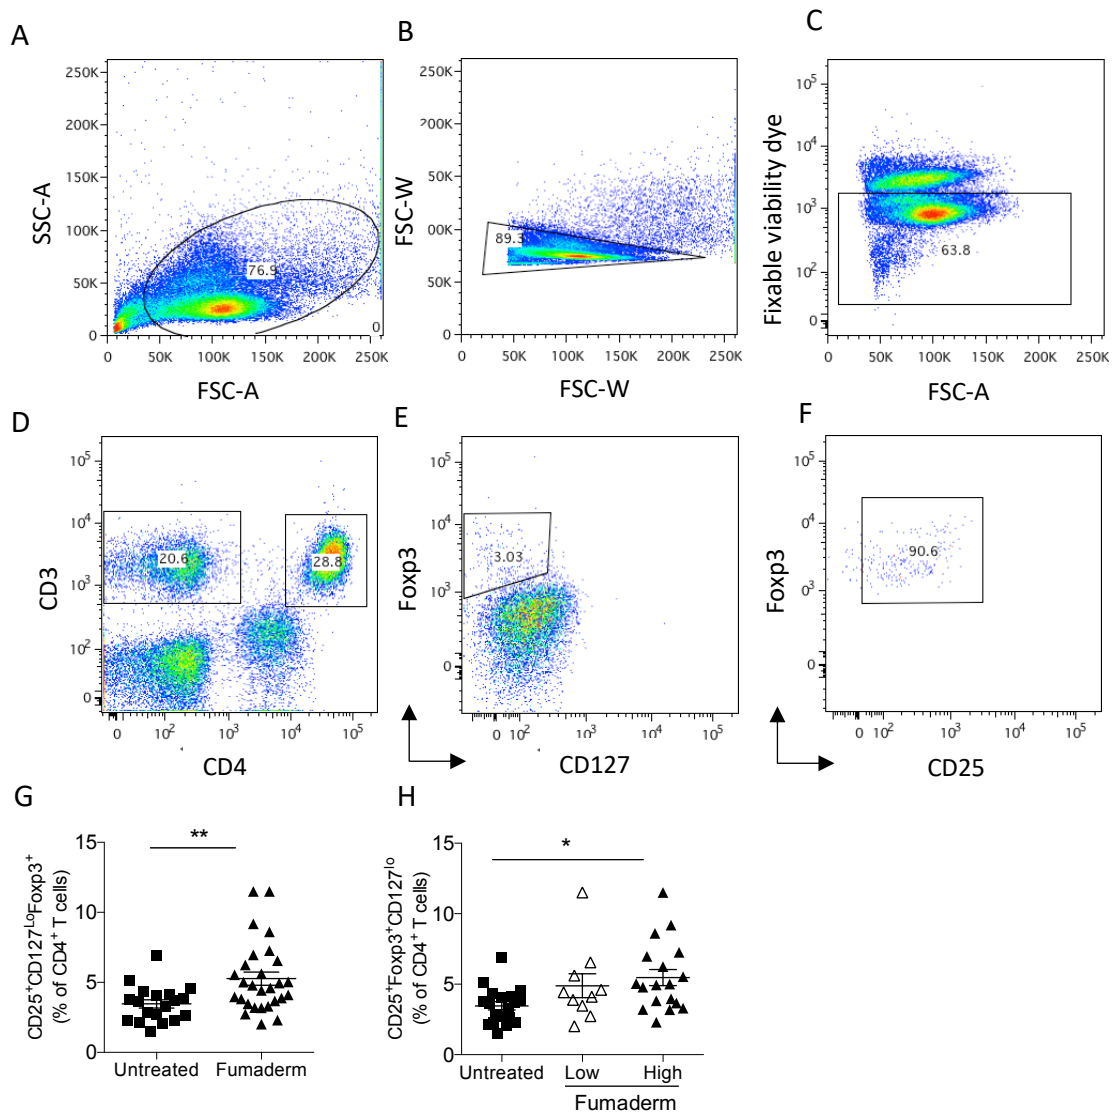 A
B
C
250K
200K
150K
100K
50K
0
SSC-A
76.9
0
0 50K 100K 150K 200K 250K
FSC-A
250K
200K
50K
00K
50K
0
FSC-W
89.3
0 50K 100K 150K 200K 250K
FSC-W
10^5
10^4
10^3
10^2
0
Fixable viability dye
63.8
0 50K 100K 150K 200K 250K
FSC-A
D
E
F
10^5
10^4
10^3
10^2
0
CD3
20.6
28.8
0 10^2 10^3 10^4 10^5
CD4
10^5
10^4
10^3
0
Foxp3
3.03
0 10^2 10^3 10^4 10^5
CD127
10^5
0^4
10^3
0
Foxp3
90.6
0 10^2 10^3 10^4 10^5
CD25
G
H
**
15
10
5
0
CD25+CD127LoFoxp3+
(% of CD4+ T cells)
Untreated Fumaderm
*
15
10
5
0
CD25+Foxp3+CD127lo
(% of CD4+ T cells)
Untreated Low High
Fumaderm